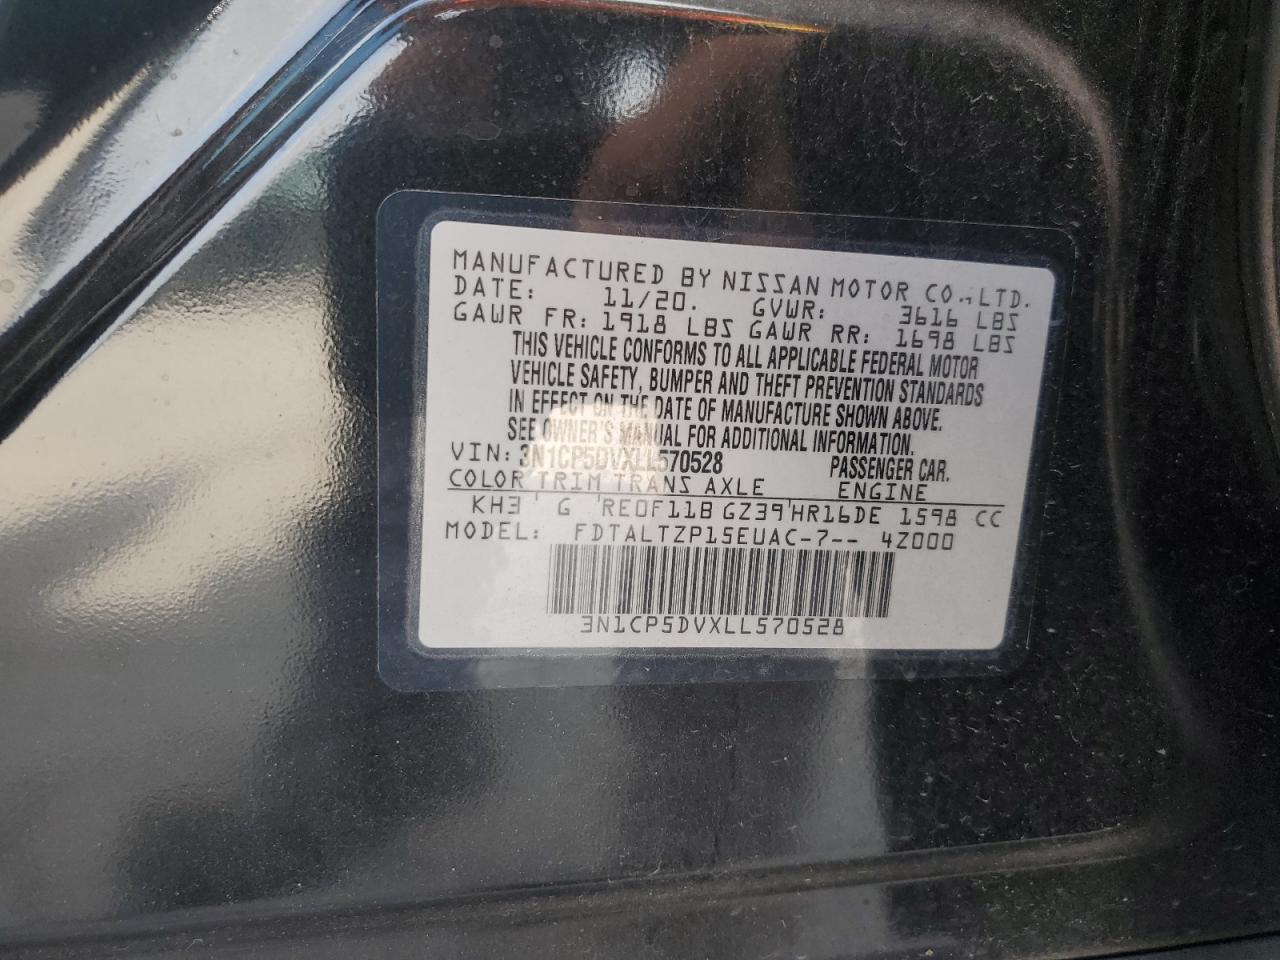 MANUFACTURED BY NISSAN MOTOR CO.,LTD.
DATE: 11/20. GVWR: 3616 LBS
GAWR FR: 1918 LBS GAWR RR: 1698 LBS
THIS VEHICLE CONFORMS TO ALL APPLICABLE FEDERAL MOTOR
VEHICLE SAFETY, BUMPER AND THEFT PREVENTION STANDARDS
IN EFFECT ON THE DATE OF MANUFACTURE SHOWN ABOVE.
SEE OWNER'S MANUAL FOR ADDITIONAL INFORMATION.
VIN: 3N1CP5DVXLL570528 PASSENGER CAR.
COLOR TRIM TRANS AXLE ENGINE
KH3 ' G 'RE0F11B GZ39'HR16DE 1598 CC
MODEL: FDTALTZP15EUAC-7-- 4Z000
3N1CP5DVXLL570528